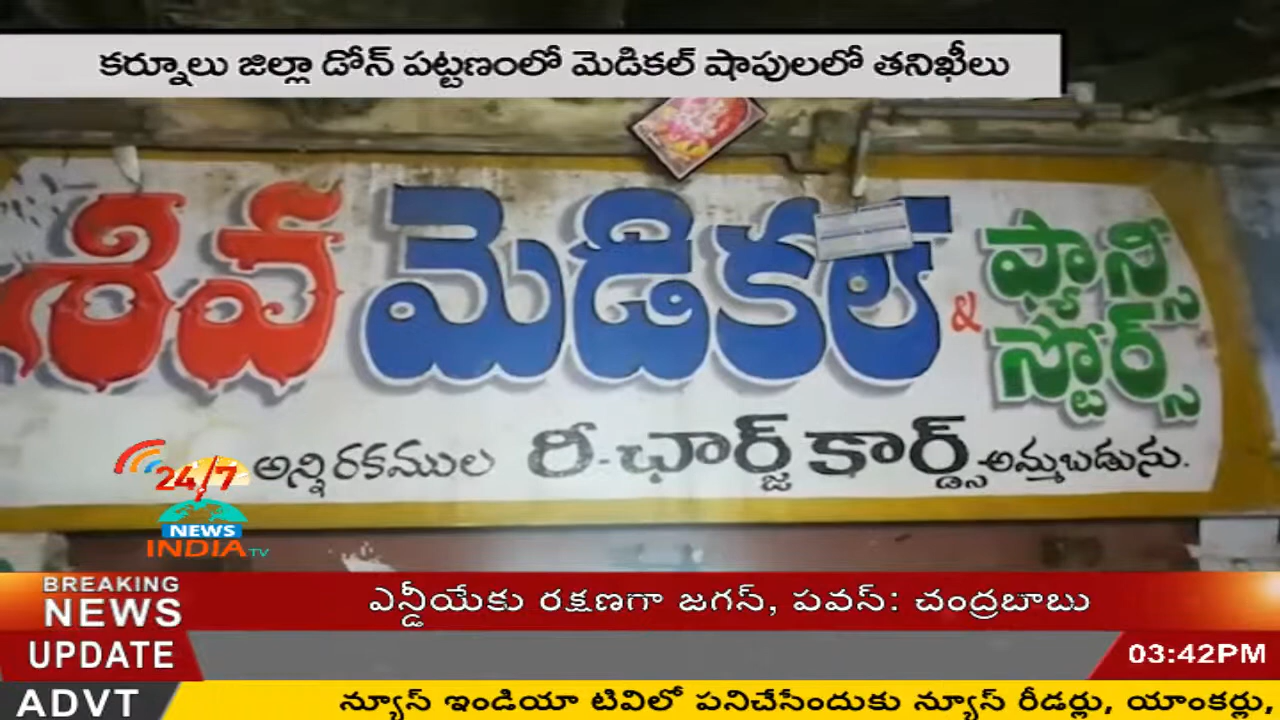 కర్నూలు జిల్లా డోన్ పట్టణంలో మెడికల్ షాపులలో తనిఖీలు
శివ మెడికల్ & ఫ్యాన్సి స్టోర్స్
అన్ని రకముల రీ-ఛార్జ్ కార్డ్స్ అమ్మబడును.
24/7
NEWS
INDIA TV
BREAKING
NEWS
ఎన్డీయేకు రక్షణగా జగన్, పవన్: చంద్రబాబు
UPDATE
03:42PM
ADVT
న్యూస్ ఇండియా టివిలో పనిచేసేందుకు న్యూస్ రీడర్లు, యాంకర్లు,